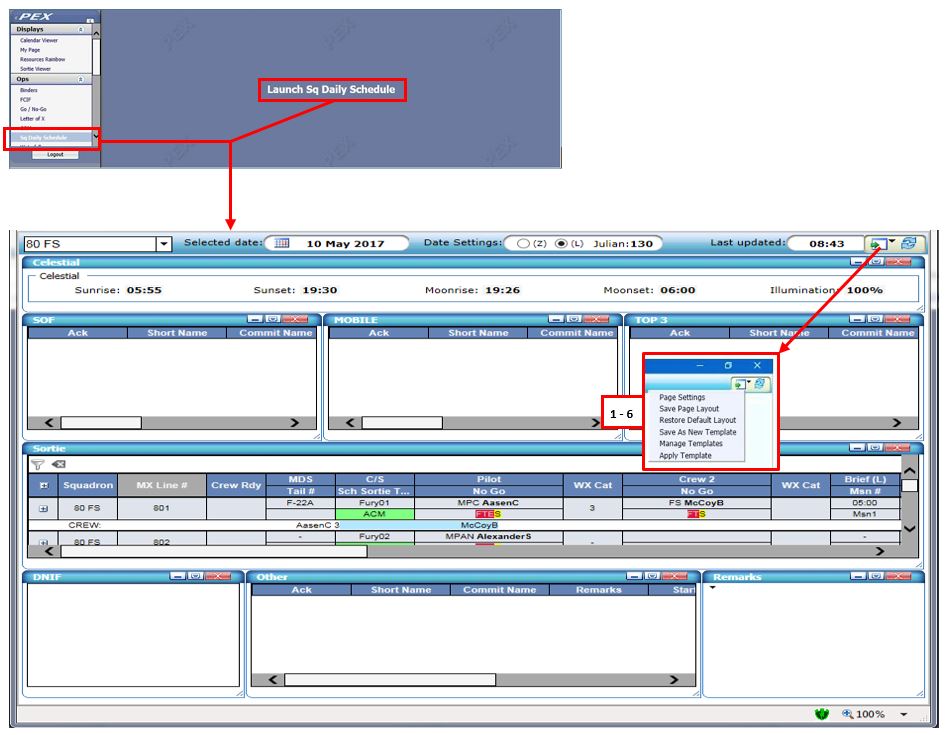 PEX
Displays
Calendar Viewer
My Page
Resources Rainbow
Sortie Viewer
Ops
Binders
FCIF
Go / No-Go
Letter of X
Sq Daily Schedule
Logout
PEX PEX PEX
Launch Sq Daily Schedule
PEX PEX PEX
80 FS Selected date: 10 May 2017 Date Settings: (Z) (L) Julian:130 Last updated: 08:43
Celestial
Celestial
Sunrise: 05:55 Sunset: 19:30 Moonrise: 19:26 Moonset: 06:00 Illumination: 100%
SOF MOBILE TOP 3
Ack Short Name Commit Name Ack Short Name Commit Name Ack Short Name Commit Name
1 - 6
Page Settings
Save Page Layout
Restore Default Layout
Save As New Template
Manage Templates
Apply Template
Sortie
Squadron MX Line # Crew Rdy MDS C/S Pilot WX Cat Crew 2 WX Cat Brief (L)
Tail # Sch Sortie T... No Go No Go Msn #
80 FS 801 F-22A Fury01 MPC AasenC 3 FS McCoyB 05:00
ACM FTES FTS Msn1
CREW: AasenC 3 McCoyB
80 FS 802 - Fury02 MPAN AlexanderS - -
DNIF Other Remarks
Ack Short Name Commit Name Remarks Start
100%